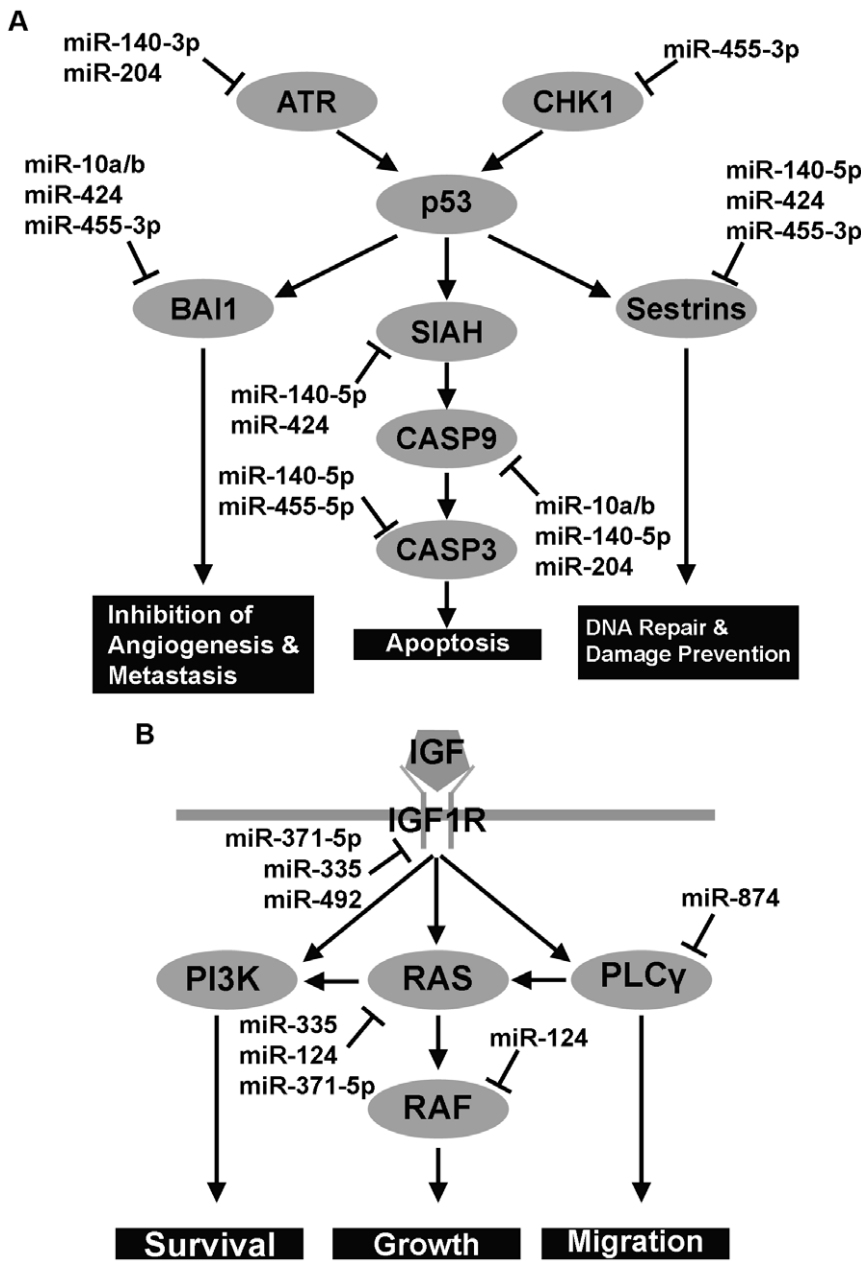 A
miR-140-3p
miR-204
miR-455-3p
ATR
CHK1
miR-10a/b
miR-424
miR-455-3p
p53
miR-140-5p
miR-424
miR-455-3p
BAI1
SIAH
Sestrins
miR-140-5p
miR-424
CASP9
miR-140-5p
miR-455-5p
miR-10a/b
miR-140-5p
miR-204
CASP3
Inhibition of
Angiogenesis &
Metastasis
Apoptosis
DNA Repair &
Damage Prevention
B
IGF
IGF1R
miR-371-5p
miR-335
miR-492
miR-874
PI3K
RAS
PLCγ
miR-335
miR-124
miR-371-5p
miR-124
RAF
Survival
Growth
Migration